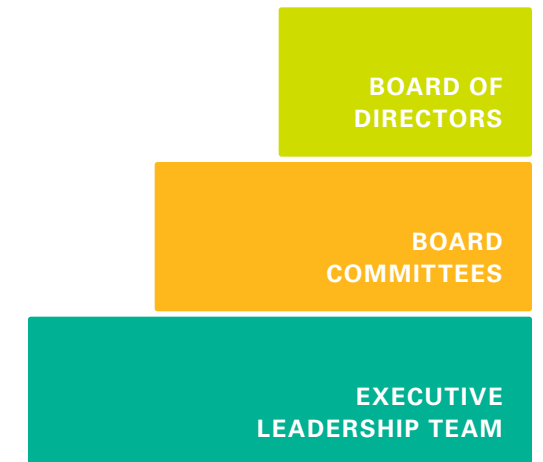 BOARD OF
DIRECTORS
BOARD
COMMITTEES
EXECUTIVE
LEADERSHIP TEAM